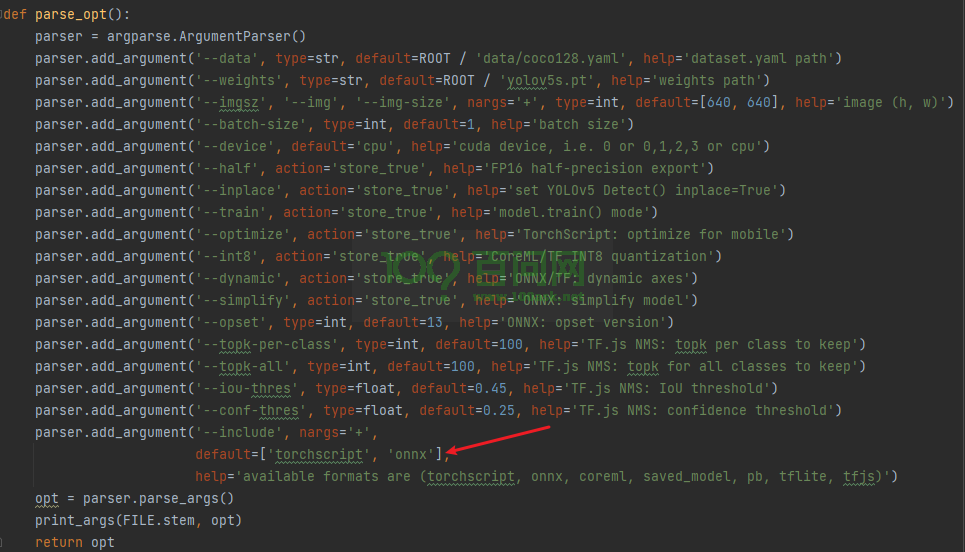 def parse_opt():
    parser = argparse.ArgumentParser()
    parser.add_argument('--data', type=str, default=ROOT / 'data/coco128.yaml', help='dataset.yaml path')
    parser.add_argument('--weights', type=str, default=ROOT / 'yolov5s.pt', help='weights path')
    parser.add_argument('--imgsz', '--img', '--img-size', nargs='+', type=int, default=[640, 640], help='image (h, w)')
    parser.add_argument('--batch-size', type=int, default=1, help='batch size')
    parser.add_argument('--device', default='cpu', help='cuda device, i.e. 0 or 0,1,2,3 or cpu')
    parser.add_argument('--half', action='store_true', help='FP16 half-precision export')
    parser.add_argument('--inplace', action='store_true', help='set YOLOv5 Detect() inplace=True')
    parser.add_argument('--train', action='store_true', help='model.train() mode')
    parser.add_argument('--optimize', action='store_true', help='TorchScript: optimize for mobile')
    parser.add_argument('--int8', action='store_true', help='CoreML/TF INT8 quantization')
    parser.add_argument('--dynamic', action='store_true', help='ONNX/TF: dynamic axes')
    parser.add_argument('--simplify', action='store_true', help='ONNX: simplify model')
    parser.add_argument('--opset', type=int, default=13, help='ONNX: opset version')
    parser.add_argument('--topk-per-class', type=int, default=100, help='TF.js NMS: topk per class to keep')
    parser.add_argument('--topk-all', type=int, default=100, help='TF.js NMS: topk for all classes to keep')
    parser.add_argument('--iou-thres', type=float, default=0.45, help='TF.js NMS: IoU threshold')
    parser.add_argument('--conf-thres', type=float, default=0.25, help='TF.js NMS: confidence threshold')
    parser.add_argument('--include', nargs='+',
                        default=['torchscript', 'onnx'],
                        help='available formats are (torchscript, onnx, coreml, saved_model, pb, tflite, tfjs)')
    opt = parser.parse_args()
    print_args(FILE.stem, opt)
    return opt